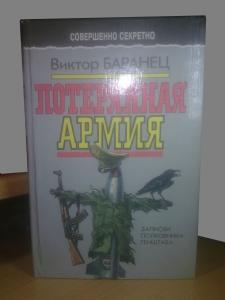 СОВЕРШЕННО СЕКРЕТНО
Виктор БАРАНЕЦ
ПОТЕРЯННАЯ
АРМИЯ
ЗАПИСКИ
ПОЛКОВНИКА
ГЕНШТАБА